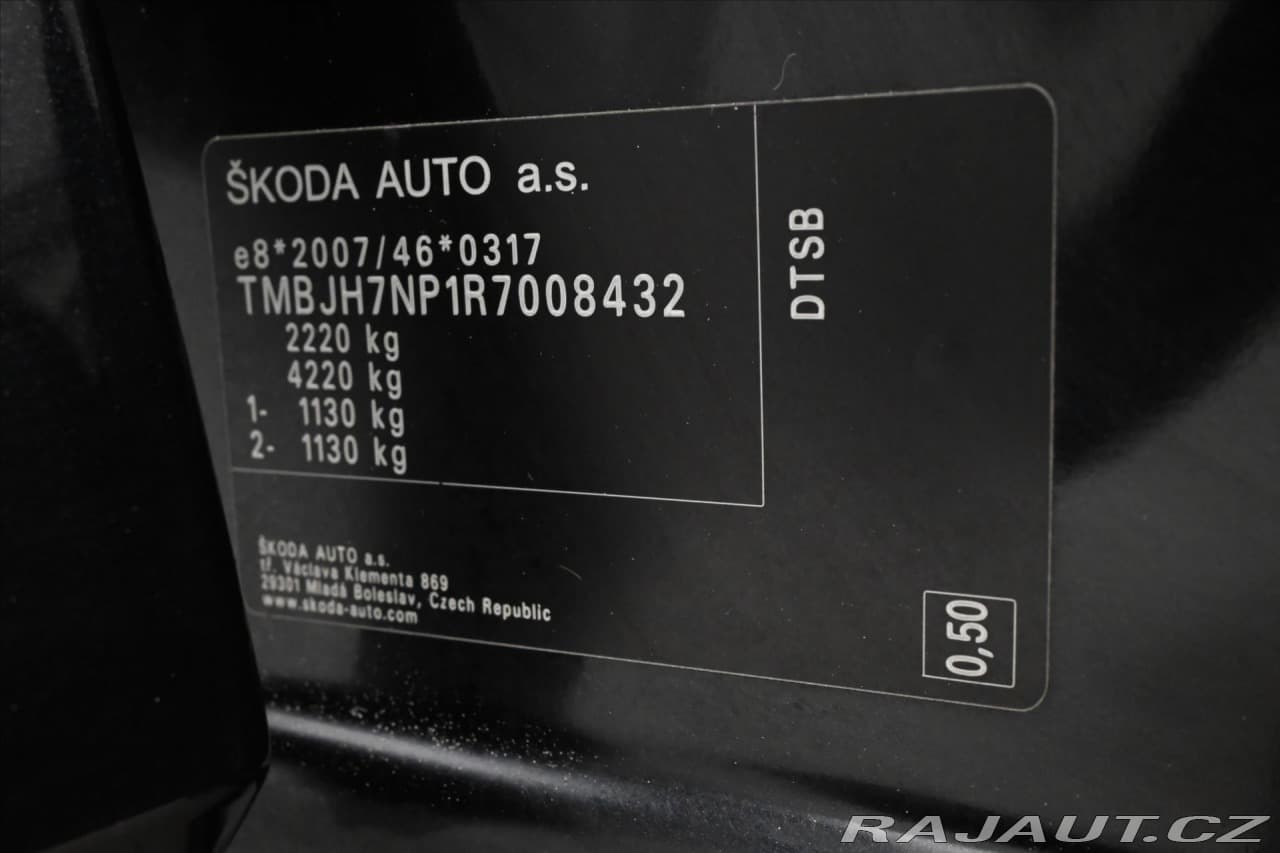 ŠKODA AUTO a.s.
e8*2007/46*0317
TMBJH7NP1R7008432
2220 kg
4220 kg
1- 1130 kg
2- 1130 kg
DTSB
ŠKODA AUTO a.s.
tř. Václava Klementa 869
29301 Mladá Boleslav, Czech Republic
www.skoda-auto.com
0,50
RAJAUT.CZ